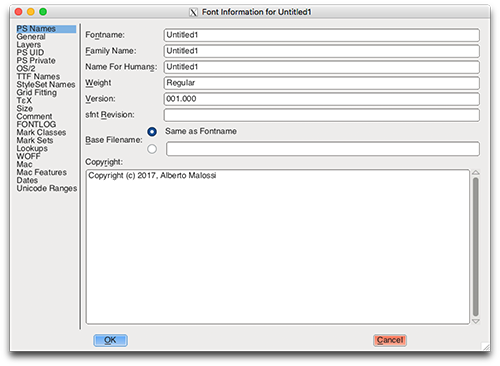 Font Information for Untitled1
PS Names
General
Layers
PS UID
PS Private
OS/2
TTF Names
StyleSet Names
Grid Fitting
TεX
Size
Comment
FONTLOG
Mark Classes
Mark Sets
Lookups
WOFF
Mac
Mac Features
Dates
Unicode Ranges
Fontname: Untitled1
Family Name: Untitled1
Name For Humans: Untitled1
Weight Regular
Version: 001.000
sfnt Revision:
Base Filename: Same as Fontname
Copyright:
Copyright (c) 2017, Alberto Malossi
OK Cancel